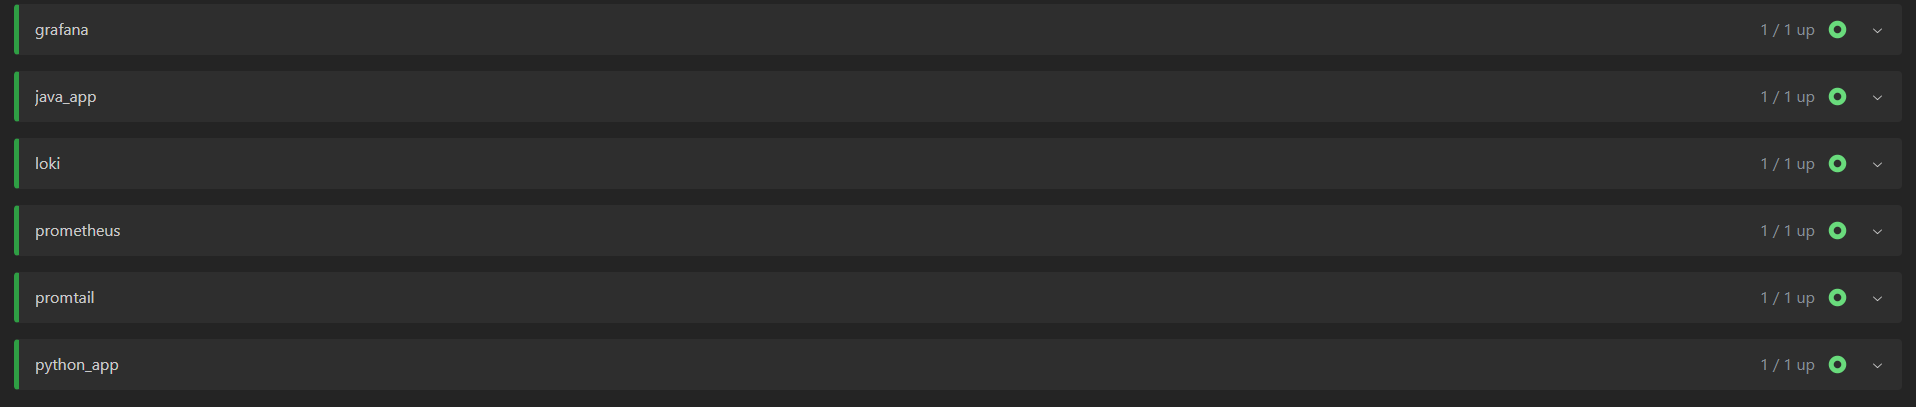 grafana 1 / 1 up
java_app 1 / 1 up
loki 1 / 1 up
prometheus 1 / 1 up
promtail 1 / 1 up
python_app 1 / 1 up